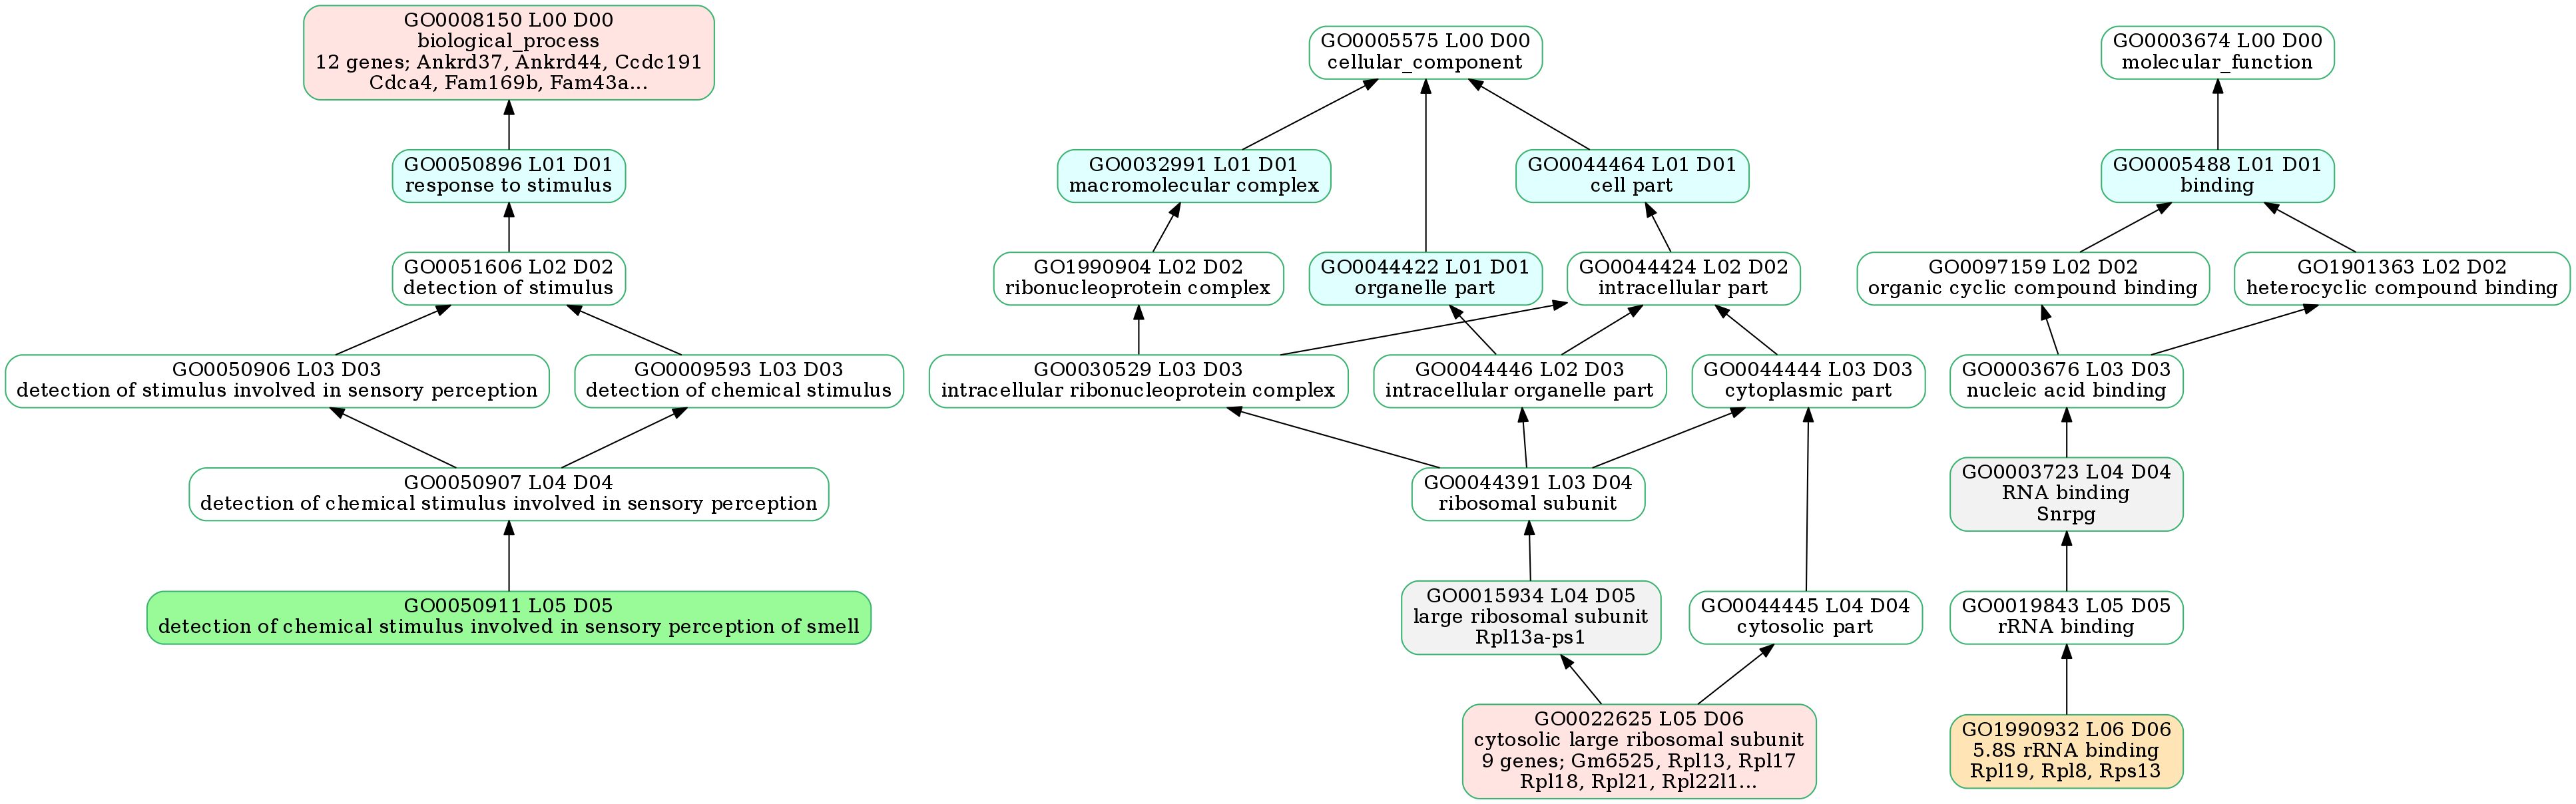 GO0008150 L00 D00
biological_process
12 genes; Ankrd37, Ankrd44, Ccdc191
Cdca4, Fam169b, Fam43a...
GO0050896 L01 D01
response to stimulus
GO0051606 L02 D02
detection of stimulus
GO0050906 L03 D03
detection of stimulus involved in sensory perception
GO0009593 L03 D03
detection of chemical stimulus
GO0050907 L04 D04
detection of chemical stimulus involved in sensory perception
GO0050911 L05 D05
detection of chemical stimulus involved in sensory perception of smell
GO0005575 L00 D00
cellular_component
GO0032991 L01 D01
macromolecular complex
GO0044464 L01 D01
cell part
GO1990904 L02 D02
ribonucleoprotein complex
GO0044422 L01 D01
organelle part
GO0044424 L02 D02
intracellular part
GO0030529 L03 D03
intracellular ribonucleoprotein complex
GO0044446 L02 D03
intracellular organelle part
GO0044444 L03 D03
cytoplasmic part
GO0044391 L03 D04
ribosomal subunit
GO0015934 L04 D05
large ribosomal subunit
Rpl13a-ps1
GO0044445 L04 D04
cytosolic part
GO0022625 L05 D06
cytosolic large ribosomal subunit
9 genes; Gm6525, Rpl13, Rpl17
Rpl18, Rpl21, Rpl22l1...
GO0003674 L00 D00
molecular_function
GO0005488 L01 D01
binding
GO0097159 L02 D02
organic cyclic compound binding
GO1901363 L02 D02
heterocyclic compound binding
GO0003676 L03 D03
nucleic acid binding
GO0003723 L04 D04
RNA binding
Snrpg
GO0019843 L05 D05
rRNA binding
GO1990932 L06 D06
5.8S rRNA binding
Rpl19, Rpl8, Rps13